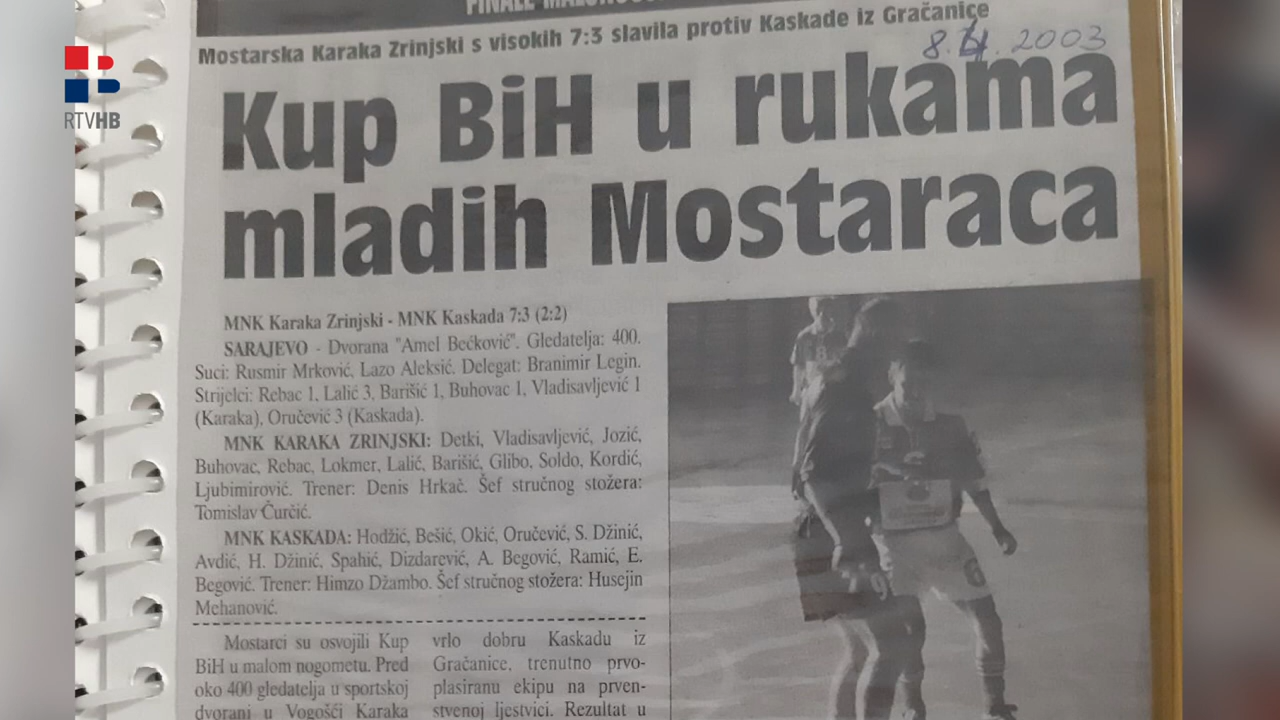 Mostarska Karaka Zrinjski s visokih 7:3 slavila protiv Kaskade iz Gračanice
2003
Kup BiH u rukama
mladih Mostaraca
RTVHB
MNK Karaka Zrinjski - MNK Kaskada 7:3 (2:2)
SARAJEVO - Dvorana "Amel Bečković". Gledatelja: 400.
Suci: Rusmir Mrković, Lazo Aleksić. Delegat: Branimir Legin.
Strijelci: Rebac 1, Lalić 3, Barišić 1, Buhovac 1, Vladisavljević 1
(Karaka), Oručević 3 (Kaskada).
MNK KARAKA ZRINJSKI: Detki, Vladisavljević, Jozić,
Buhovac, Rebac, Lokmer, Lalić, Barišić, Glibo, Soldo, Kordić,
Ljubimirović. Trener: Denis Hrkač. Šef stručnog stožera:
Tomislav Čurčić.
MNK KASKADA: Hodžić, Bešić, Okić, Oručević, S. Džinić,
Avdić, H. Džinić, Spahić, Dizdarević, A. Begović, Ramić, E.
Begović. Trener: Himzo Džambo. Šef stručnog stožera: Husejin
Mehanović.
Mostarci su osvojili Kup
BiH u malom nogometu. Pred
oko 400 gledatelja u sportskoj
dvorani u Vogošći Karaka
vrlo dobru Kaskadu iz
Gračanice, trenutno prvo-
plasiranu ekipu na prven-
stvenoj ljestvici. Rezultat u
9
6